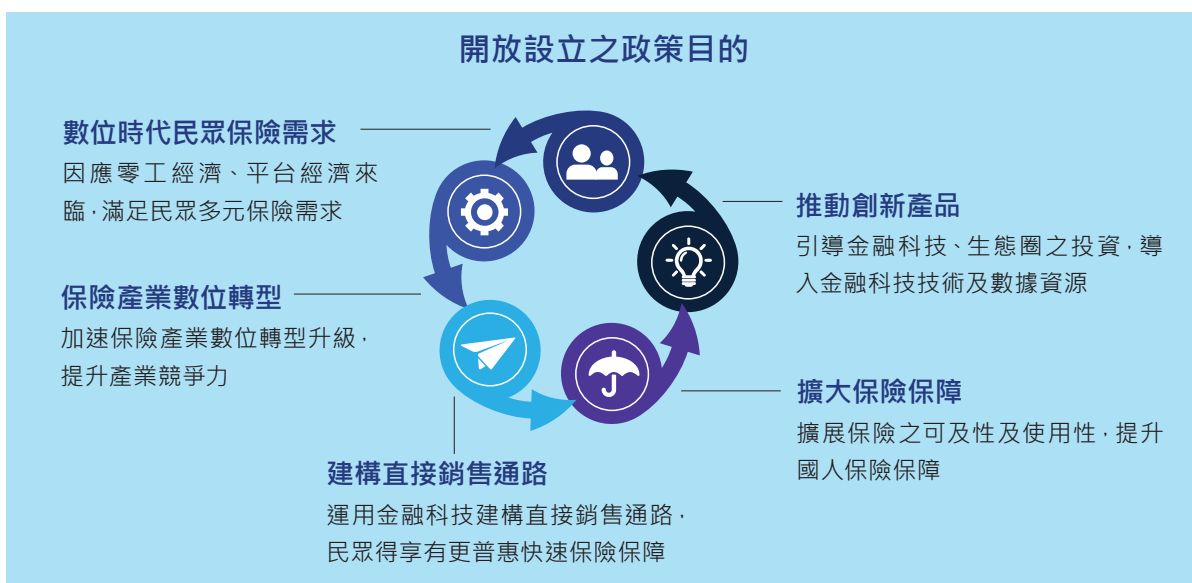 開放設立之政策目的
數位時代民眾保險需求
因應零工經濟、平台經濟來
臨，滿足民眾多元保險需求
保險產業數位轉型
加速保險產業數位轉型升級，
提升產業競爭力
建構直接銷售通路
運用金融科技建構直接銷售通路，
民眾得享有更普惠快速保險保障
推動創新產品
引導金融科技、生態圈之投資，導
入金融科技技術及數據資源
擴大保險保障
擴展保險之可及性及使用性，提升
國人保險保障